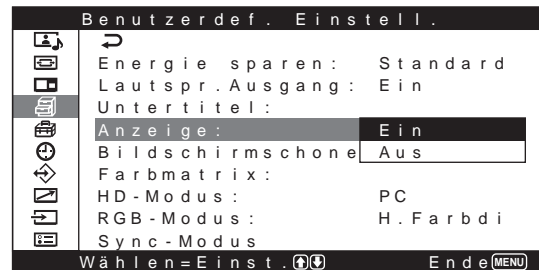 Benutzerdef. Einstell.
Energie sparen: Standard
Lautspr.Ausgang: Ein
Untertitel:
Anzeige: Ein
Bildschirmschone Aus
Farbmatrix:
HD-Modus: PC
RGB-Modus: H.Farbdi
Sync-Modus
Wählen=Einst. Ende MENU